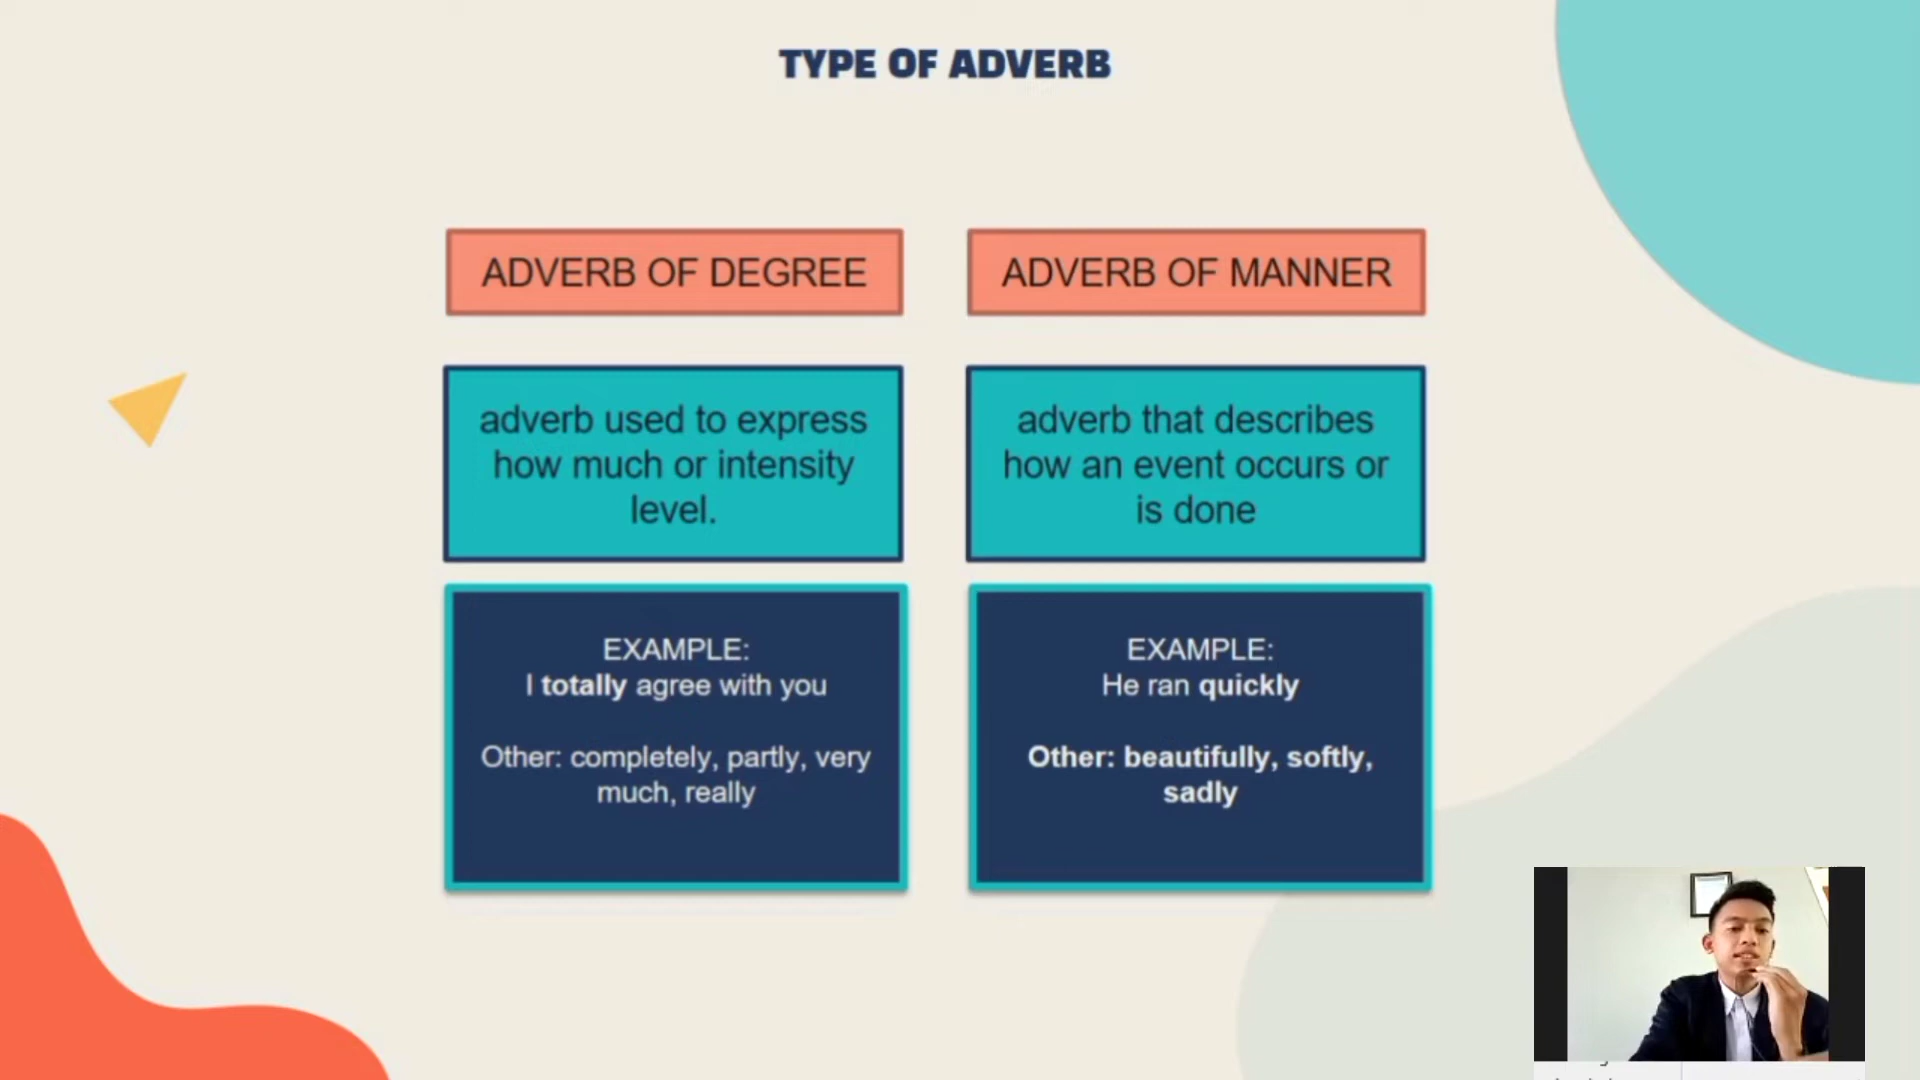 TYPE OF ADVERB
ADVERB OF DEGREE
adverb used to express
how much or intensity
level.
EXAMPLE:
I totally agree with you
Other: completely, partly, very
much, really
ADVERB OF MANNER
adverb that describes
how an event occurs or
is done
EXAMPLE:
He ran quickly
Other: beautifully, softly,
sadly